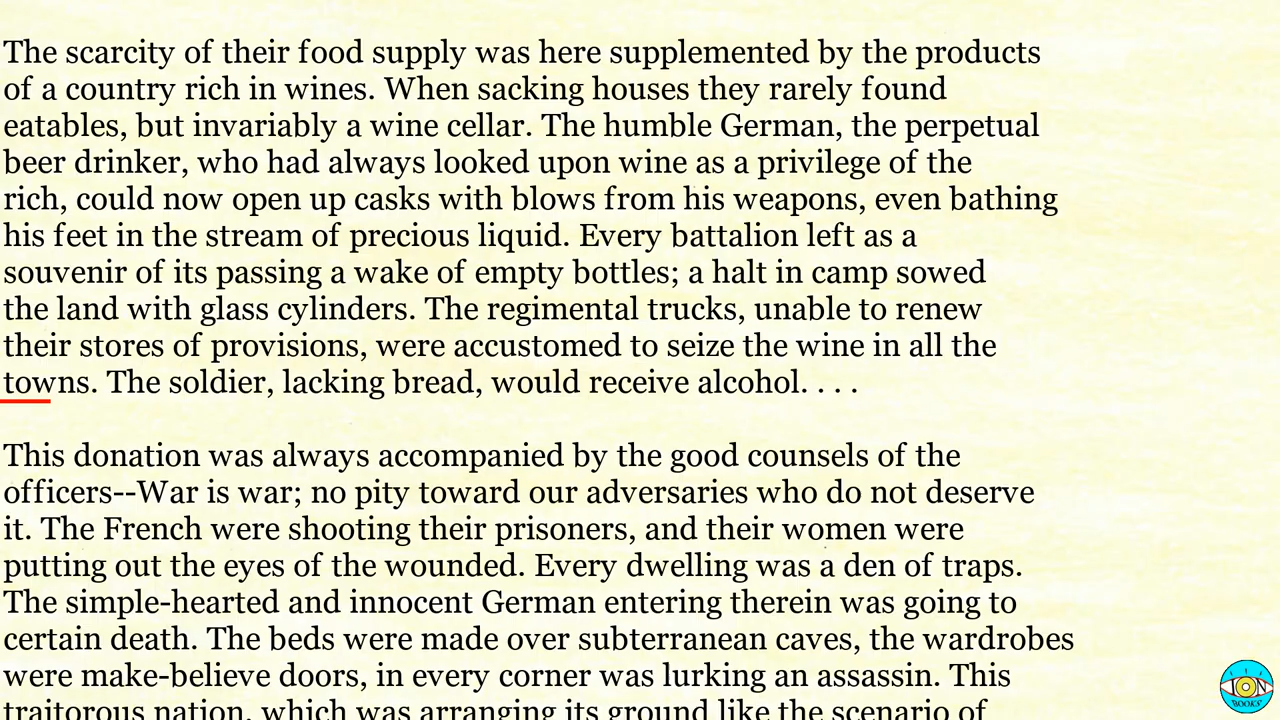 The scarcity of their food supply was here supplemented by the products
of a country rich in wines. When sacking houses they rarely found
eatables, but invariably a wine cellar. The humble German, the perpetual
beer drinker, who had always looked upon wine as a privilege of the
rich, could now open up casks with blows from his weapons, even bathing
his feet in the stream of precious liquid. Every battalion left as a
souvenir of its passing a wake of empty bottles; a halt in camp sowed
the land with glass cylinders. The regimental trucks, unable to renew
their stores of provisions, were accustomed to seize the wine in all the
towns. The soldier, lacking bread, would receive alcohol. . . .
This donation was always accompanied by the good counsels of the
officers--War is war; no pity toward our adversaries who do not deserve
it. The French were shooting their prisoners, and their women were
putting out the eyes of the wounded. Every dwelling was a den of traps.
The simple-hearted and innocent German entering therein was going to
certain death. The beds were made over subterranean caves, the wardrobes
were make-believe doors, in every corner was lurking an assassin. This
traitorous nation, which was arranging its ground like the scenario of
ION
BOOKS